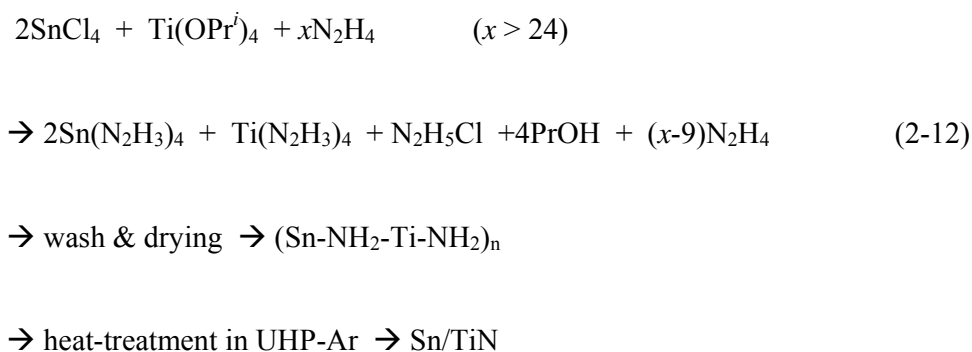 2SnCl₄ + Ti(OPrⁱ)₄ + xN₂H₄ (x > 24)
→ 2Sn(N₂H₃)₄ + Ti(N₂H₃)₄ + N₂H₅Cl +4PrOH + (x-9)N₂H₄ (2-12)
→ wash & drying → (Sn-NH₂-Ti-NH₂)ₙ
→ heat-treatment in UHP-Ar → Sn/TiN